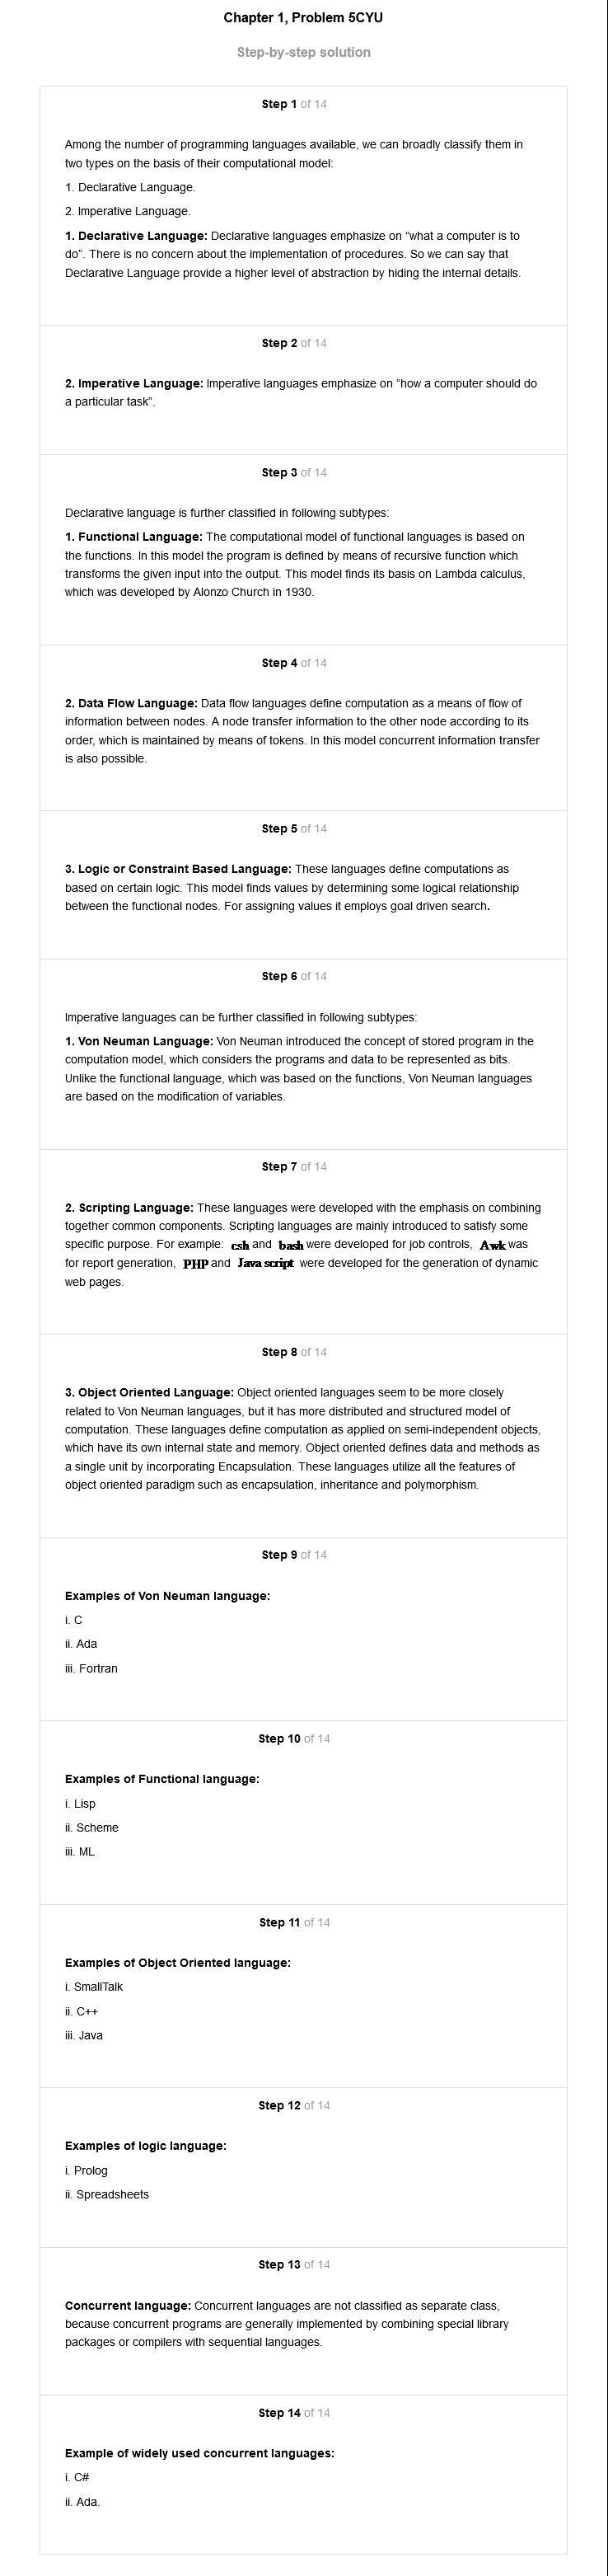 Chapter 1, Problem 5CYU
Step-by-step solution
Step 1 of 14
Among the number of programming languages available, we can broadly classify them in
two types on the basis of their computational model:
1. Declarative Language.
2. Imperative Language.
1. Declarative Language: Declarative languages emphasize on “what a computer is to
do”. There is no concern about the implementation of procedures. So we can say that
Declarative Language provide a higher level of abstraction by hiding the internal details.
Step 2 of 14
2. Imperative Language: Imperative languages emphasize on “how a computer should do
a particular task”.
Step 3 of 14
Declarative language is further classified in following subtypes:
1. Functional Language: The computational model of functional languages is based on
the functions. In this model the program is defined by means of recursive function which
transforms the given input into the output. This model finds its basis on Lambda calculus,
which was developed by Alonzo Church in 1930.
Step 4 of 14
2. Data Flow Language: Data flow languages define computation as a means of flow of
information between nodes. A node transfer information to the other node according to its
order, which is maintained by means of tokens. In this model concurrent information transfer
is also possible.
Step 5 of 14
3. Logic or Constraint Based Language: These languages define computations as
based on certain logic. This model finds values by determining some logical relationship
between the functional nodes. For assigning values it employs goal driven search.
Step 6 of 14
Imperative languages can be further classified in following subtypes:
1. Von Neuman Language: Von Neuman introduced the concept of stored program in the
computation model, which considers the programs and data to be represented as bits.
Unlike the functional language, which was based on the functions, Von Neuman languages
are based on the modification of variables.
Step 7 of 14
2. Scripting Language: These languages were developed with the emphasis on combining
together common components. Scripting languages are mainly introduced to satisfy some
specific purpose. For example: csh and bash were developed for job controls, Awk was
for report generation, PHP and Java script were developed for the generation of dynamic
web pages.
Step 8 of 14
3. Object Oriented Language: Object oriented languages seem to be more closely
related to Von Neuman languages, but it has more distributed and structured model of
computation. These languages define computation as applied on semi-independent objects,
which have its own internal state and memory. Object oriented defines data and methods as
a single unit by incorporating Encapsulation. These languages utilize all the features of
object oriented paradigm such as encapsulation, inheritance and polymorphism.
Step 9 of 14
Examples of Von Neuman language:
i. C
ii. Ada
iii. Fortran
Step 10 of 14
Examples of Functional language:
i. Lisp
ii. Scheme
iii. ML
Step 11 of 14
Examples of Object Oriented language:
i. SmallTalk
ii. C++
iii. Java
Step 12 of 14
Examples of logic language:
i. Prolog
ii. Spreadsheets
Step 13 of 14
Concurrent language: Concurrent languages are not classified as separate class,
because concurrent programs are generally implemented by combining special library
packages or compilers with sequential languages.
Step 14 of 14
Example of widely used concurrent languages:
i. C#
ii. Ada.